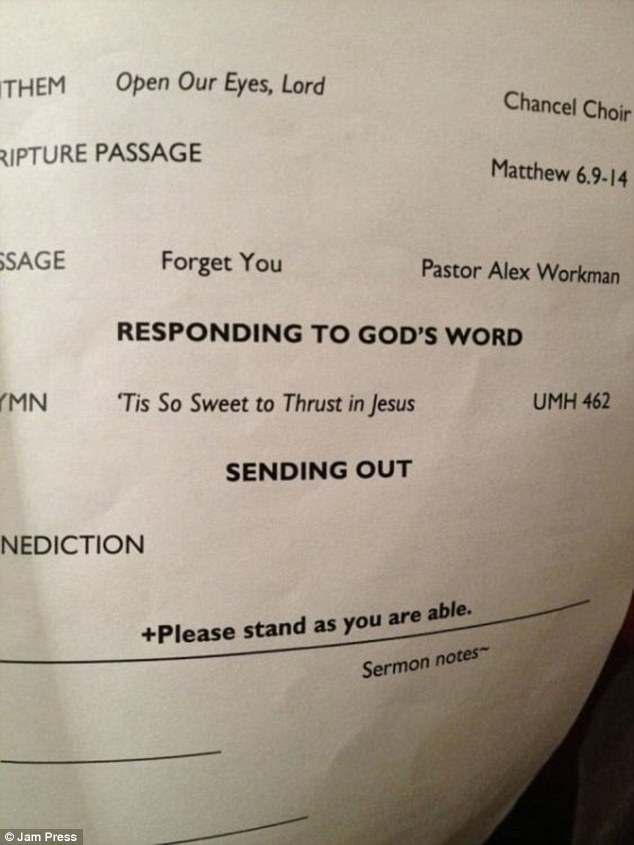 THEM Open Our Eyes, Lord Chancel Choir
RIPTURE PASSAGE Matthew 6.9-14
SSAGE Forget You Pastor Alex Workman
RESPONDING TO GOD'S WORD
YMN 'Tis So Sweet to Thrust in Jesus UMH 462
SENDING OUT
NEDICTION
+Please stand as you are able.
Sermon notes~
© Jam Press